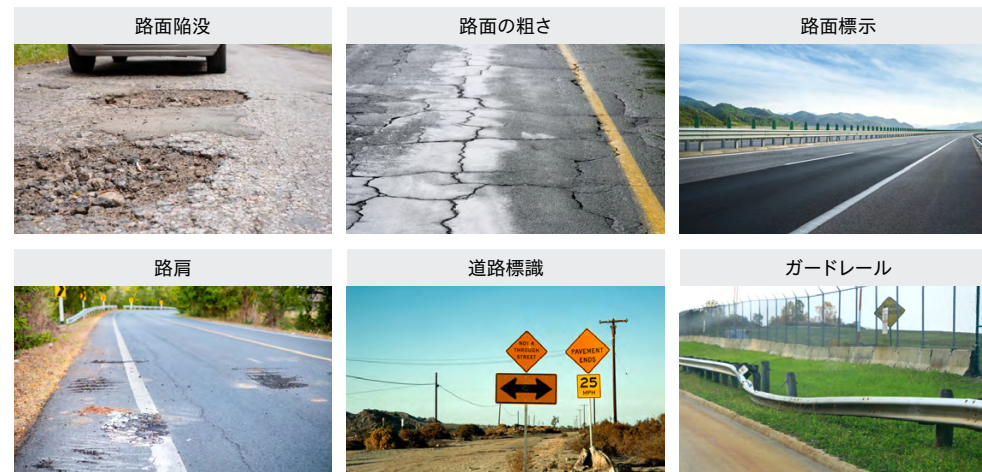 路面陥没
路面の粗さ
路面標示
路肩
道路標識
ガードレール
NOT A
THROUGH
STREET
PAVEMENT
ENDS
25
MPH